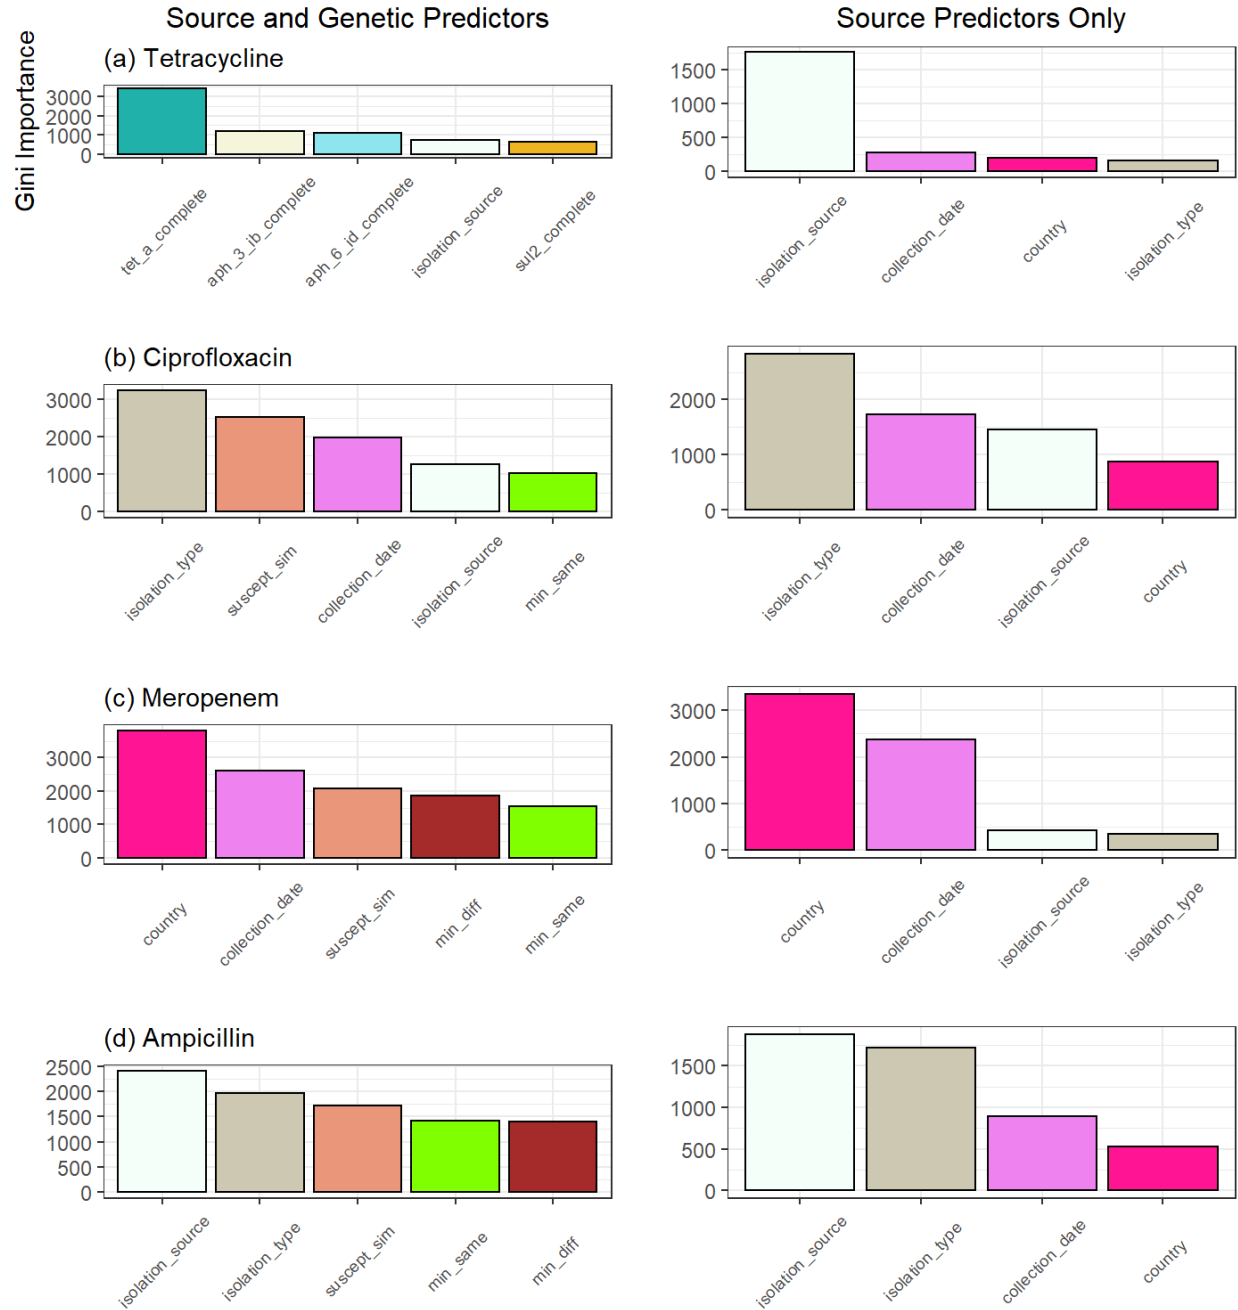 Source and Genetic Predictors
Source Predictors Only
Gini Importance
(a) Tetracycline
3000
2000
1000
0
tet_a_complete
aph_3_ib_complete
aph_6_id_complete
isolation_source
sul2_complete
1500
1000
500
0
isolation_source
collection_date
country
isolation_type
(b) Ciprofloxacin
3000
2000
1000
0
isolation_type
suscept_sim
collection_date
isolation_source
min_same
2000
1000
0
isolation_type
collection_date
isolation_source
country
(c) Meropenem
3000
2000
1000
0
country
collection_date
suscept_sim
min_diff
min_same
3000
2000
1000
0
country
collection_date
isolation_source
isolation_type
(d) Ampicillin
2500
2000
1500
1000
500
0
isolation_source
isolation_type
suscept_sim
min_same
min_diff
1500
1000
500
0
isolation_source
isolation_type
collection_date
country